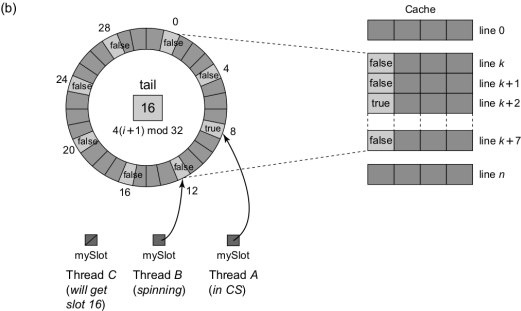 (b)
Cache
0
28
false
false
line 0
4
24
false
tail
false
false
line k
16
false
line k+1
true
line k+2
4(i+1) mod 32
true
8
20
false
false
false
line k+7
16
12
line n
mySlot
mySlot
mySlot
Thread C
Thread B
Thread A
(will get
(spinning)
(in CS)
slot 16)